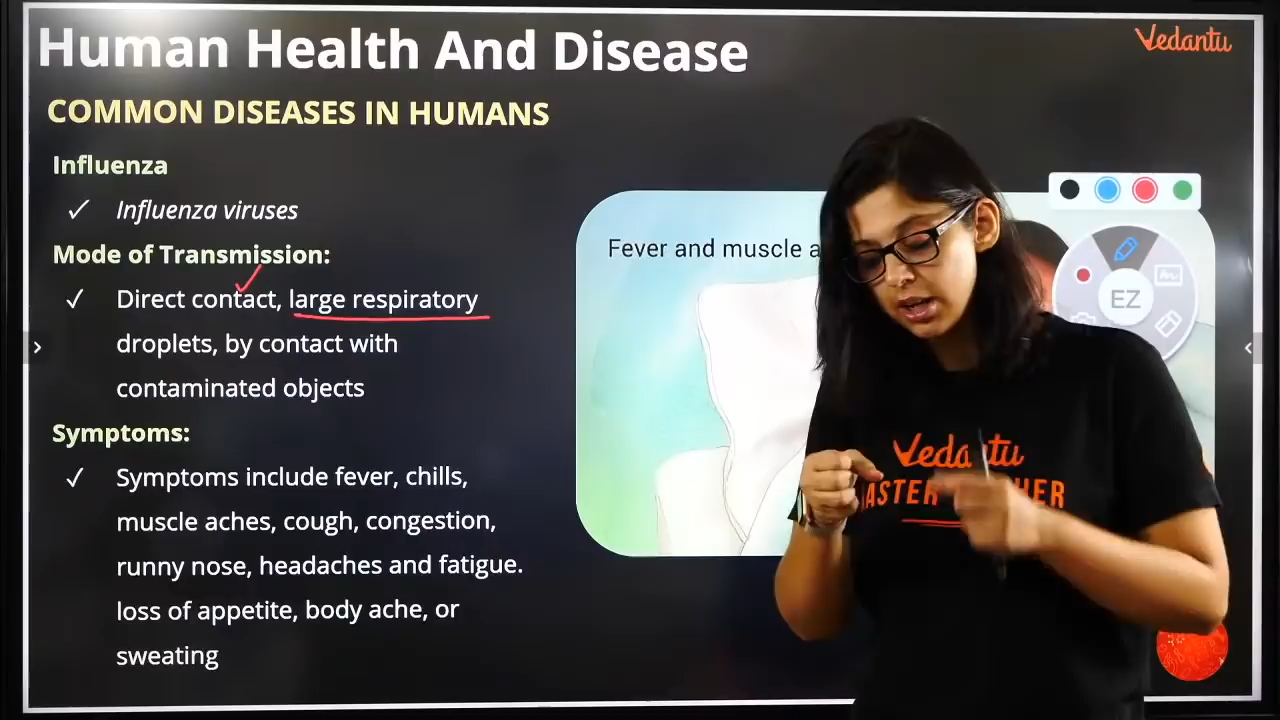 Human Health And Disease
Vedantu
COMMON DISEASES IN HUMANS
Influenza
✓ Influenza viruses
Mode of Transmission:
✓ Direct contact, large respiratory
droplets, by contact with
contaminated objects
Symptoms:
✓ Symptoms include fever, chills,
muscle aches, cough, congestion,
runny nose, headaches and fatigue.
loss of appetite, body ache, or
sweating
Fever and muscle
EZ
Vedantu